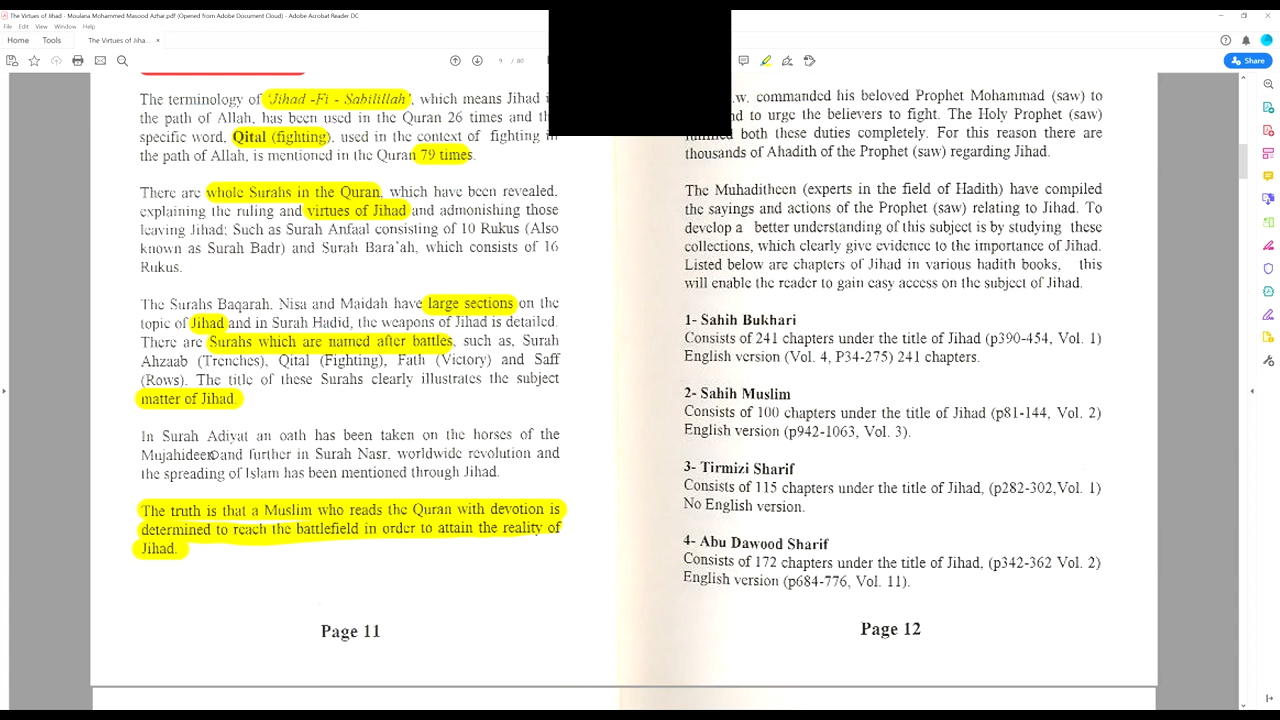 The Virtues of Jihad - Moulana Mohammed Masood Azhar.pdf (Opened from Adobe Document Cloud) - Adobe Acrobat Reader DC
File Edit View Window Help
Home Tools The Virtues of Jiha... ×
9 / 80
Share
The terminology of 'Jihad -Fi - Sabilillah', which means Jihad
the path of Allah, has been used in the Quran 26 times and
specific word, Qital (fighting), used in the context of fighting in
the path of Allah, is mentioned in the Quran 79 times.
There are whole Surahs in the Quran, which have been revealed,
explaining the ruling and virtues of Jihad and admonishing those
leaving Jihad; Such as Surah Anfaal consisting of 10 Rukus (Also
known as Surah Badr) and Surah Bara'ah, which consists of 16
Rukus.
The Surahs Baqarah, Nisa and Maidah have large sections on the
topic of Jihad and in Surah Hadid, the weapons of Jihad is detailed.
There are Surahs which are named after battles, such as, Surah
Ahzaab (Trenches), Qital (Fighting), Fath (Victory) and Saff
(Rows). The title of these Surahs clearly illustrates the subject
matter of Jihad.
In Surah Adiyat an oath has been taken on the horses of the
Mujahideen and further in Surah Nasr, worldwide revolution and
the spreading of Islam has been mentioned through Jihad.
The truth is that a Muslim who reads the Quran with devotion is
determined to reach the battlefield in order to attain the reality of
Jihad.
Page 11
.w. commanded his beloved Prophet Mohammad (saw) to
to urge the believers to fight. The Holy Prophet (saw)
both these duties completely. For this reason there are
thousands of Ahadith of the Prophet (saw) regarding Jihad.
The Muhaditheen (experts in the field of Hadith) have compiled
the sayings and actions of the Prophet (saw) relating to Jihad. To
develop a better understanding of this subject is by studying these
collections, which clearly give evidence to the importance of Jihad.
Listed below are chapters of Jihad in various hadith books, this
will enable the reader to gain easy access on the subject of Jihad.
1- Sahih Bukhari
Consists of 241 chapters under the title of Jihad (p390-454, Vol. 1)
English version (Vol. 4, P34-275) 241 chapters.
2- Sahih Muslim
Consists of 100 chapters under the title of Jihad (p81-144, Vol. 2)
English version (p942-1063, Vol. 3).
3- Tirmizi Sharif
Consists of 115 chapters under the title of Jihad, (p282-302,Vol. 1)
No English version.
4- Abu Dawood Sharif
Consists of 172 chapters under the title of Jihad, (p342-362 Vol. 2)
English version (p684-776, Vol. 11).
Page 12